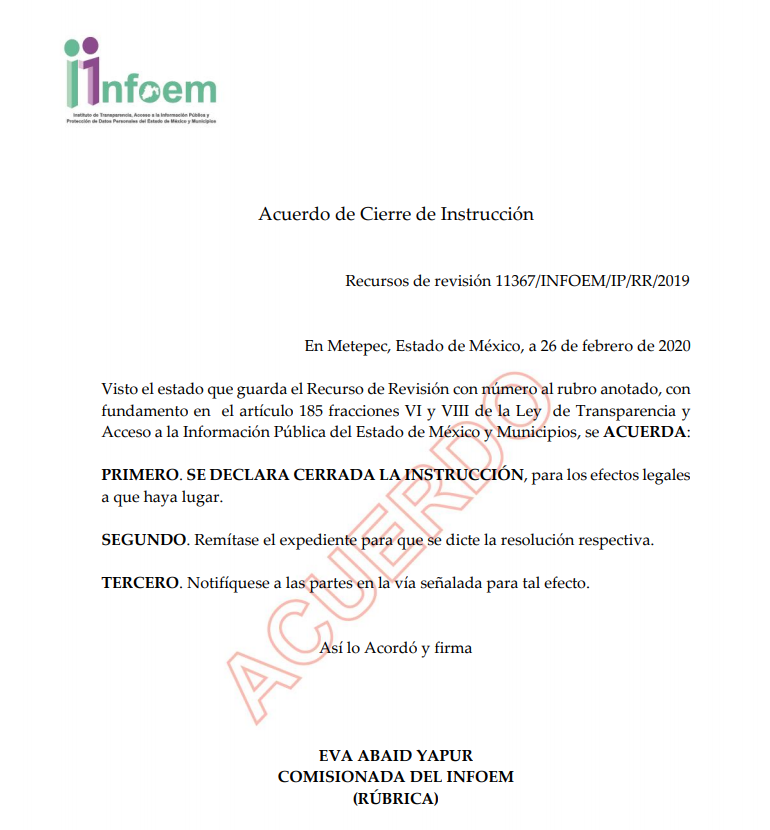 infoem
Instituto de Transparencia, Acceso a la Información Pública y
Protección de Datos Personales del Estado de México y Municipios
Acuerdo de Cierre de Instrucción
Recursos de revisión 11367/INFOEM/IP/RR/2019
En Metepec, Estado de México, a 26 de febrero de 2020
Visto el estado que guarda el Recurso de Revisión con número al rubro anotado, con
fundamento en el artículo 185 fracciones VI y VIII de la Ley de Transparencia y
Acceso a la Información Pública del Estado de México y Municipios, se ACUERDA:
PRIMERO. SE DECLARA CERRADA LA INSTRUCCIÓN, para los efectos legales
a que haya lugar.
SEGUNDO. Remítase el expediente para que se dicte la resolución respectiva.
TERCERO. Notifíquese a las partes en la vía señalada para tal efecto.
ACUERDO
Así lo Acordó y firma
EVA ABAID YAPUR
COMISIONADA DEL INFOEM
(RÚBRICA)